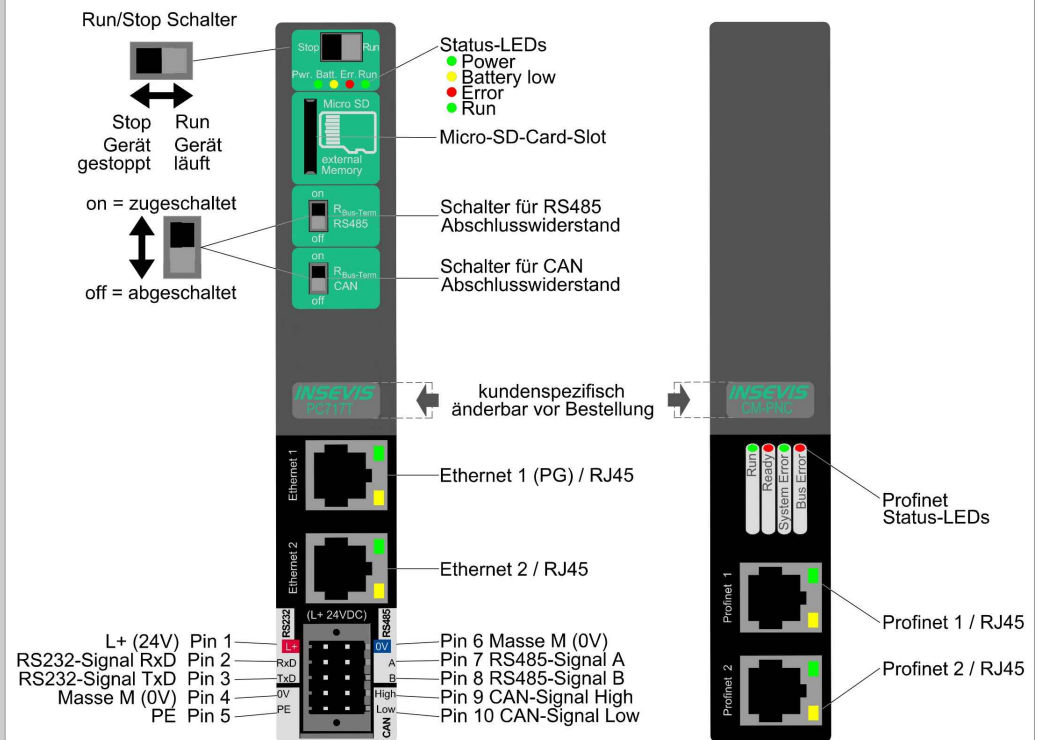 Run/Stop Schalter
Stop Run
Gerät Gerät
gestoppt läuft
on = zugeschaltet
off = abgeschaltet
Stop Run
Pwr. Batt. Err. Run
Micro SD
external
Memory
on
RBus-Term
RS485
off
on
RBus-Term
CAN
off
Status-LEDs
Power
Battery low
Error
Run
Micro-SD-Card-Slot
Schalter für RS485
Abschlusswiderstand
Schalter für CAN
Abschlusswiderstand
INSEVIS
PC717T
kundenspezifisch
änderbar vor Bestellung
INSEVIS
CM-PNC
Ethernet 1
Ethernet 1 (PG) / RJ45
Ethernet 2
Ethernet 2 / RJ45
RS232
(L+ 24VDC)
RS485
L+ (24V) Pin 1
RS232-Signal RxD Pin 2
RS232-Signal TxD Pin 3
Masse M (0V) Pin 4
PE Pin 5
L+
RxD
TxD
0V
PE
0V
A
B
High
Low
CAN
Pin 6 Masse M (0V)
Pin 7 RS485-Signal A
Pin 8 RS485-Signal B
Pin 9 CAN-Signal High
Pin 10 CAN-Signal Low
Run
Ready
System Error
Bus Error
Profinet
Status-LEDs
Profinet 1
Profinet 1 / RJ45
Profinet 2
Profinet 2 / RJ45